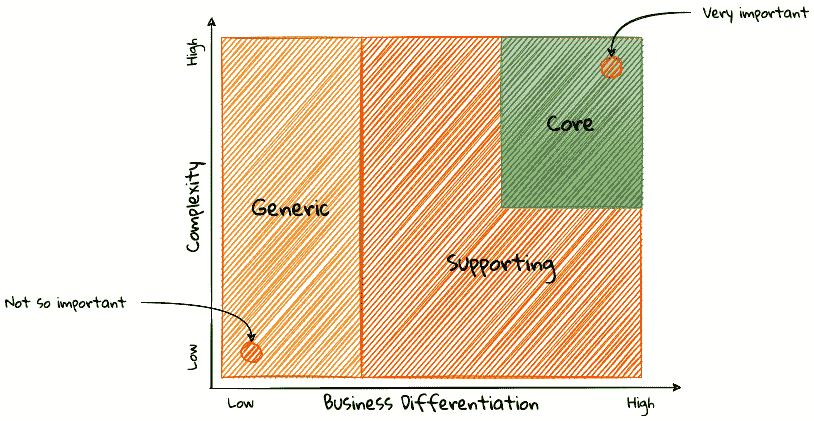 Very important
High
Core
Complexity
Generic
Supporting
Not so important
Low
Low
Business Differentiation
High